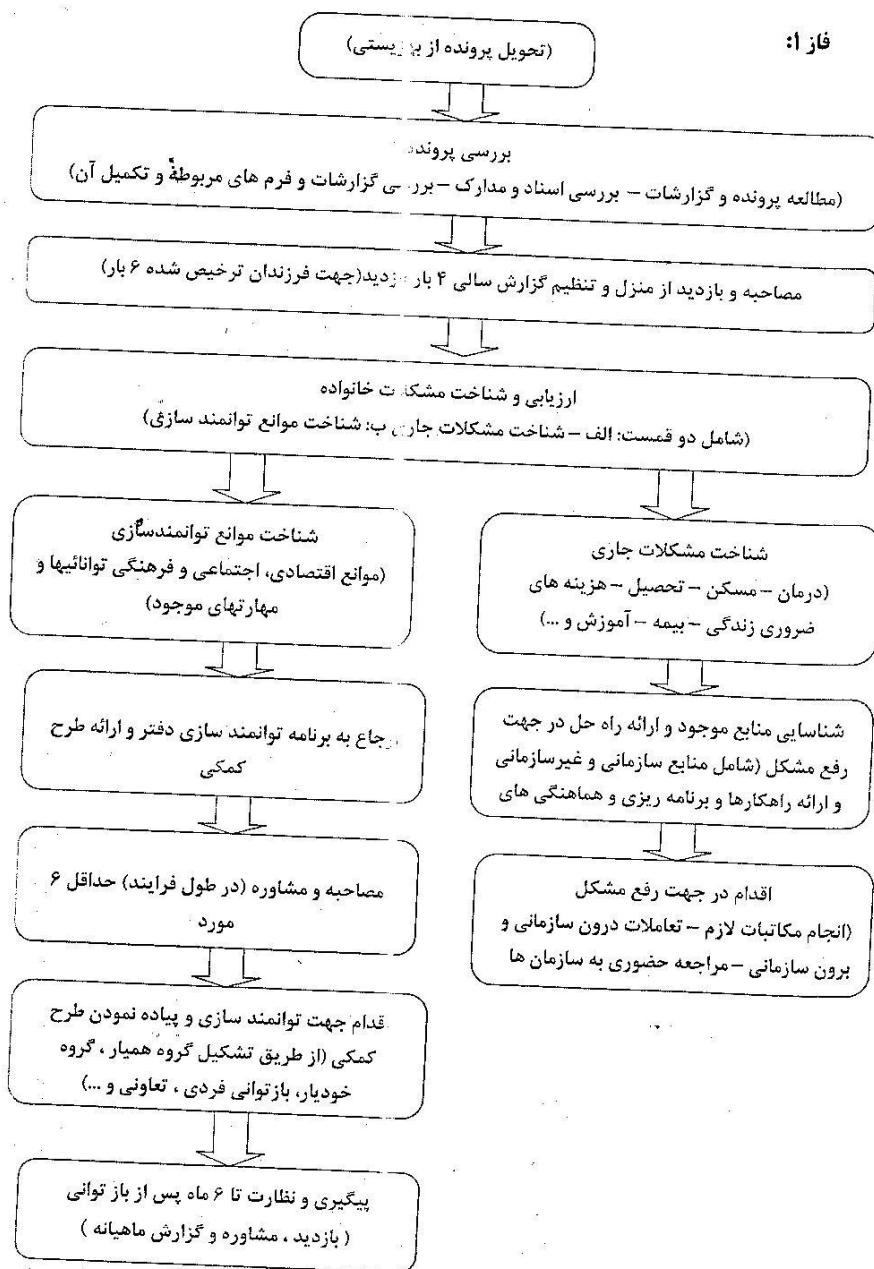 فاز ۱:
(تحویل پرونده از بهزیستی)
بررسی پرونده
(مطالعه پرونده و گزارشات – بررسی اسناد و مدارک – بررسی گزارشات و فرم های مربوطه و تکمیل آن)
مصاحبه و بازدید از منزل و تنظیم گزارش سالی ۴ بار بازدید(جهت فرزندان ترخیص شده ۶ بار)
ارزیابی و شناخت مشکلات خانواده
(شامل دو قمست: الف – شناخت مشکلات جاری ب: شناخت موانع توانمند سازی)
شناخت مشکلات جاری
(درمان – مسکن – تحصیل – هزینه های
ضروری زندگی – بیمه – آموزش و ...)
شناسایی منابع موجود و ارائه راه حل در جهت
رفع مشکل (شامل منابع سازمانی و غیرسازمانی
و ارائه راهکارها و برنامه ریزی و هماهنگی های
اقدام در جهت رفع مشکل
(انجام مکاتبات لازم – تعاملات درون سازمانی و
برون سازمانی – مراجعه حضوری به سازمان ها
شناخت موانع توانمندسازی
(موانع اقتصادی، اجتماعی و فرهنگی توانائیها و
مهارتهای موجود)
رجاع به برنامه توانمند سازی دفتر و ارائه طرح
کمکی
مصاحبه و مشاوره (در طول فرایند) حداقل ۶
مورد
قدام جهت توانمند سازی و پیاده نمودن طرح
کمکی (از طریق تشکیل گروه همیار ، گروه
خودیار، بازتوانی فردی ، تعاونی و ...)
پیگیری و نظارت تا ۶ ماه پس از باز توانی
( بازدید ، مشاوره و گزارش ماهیانه )